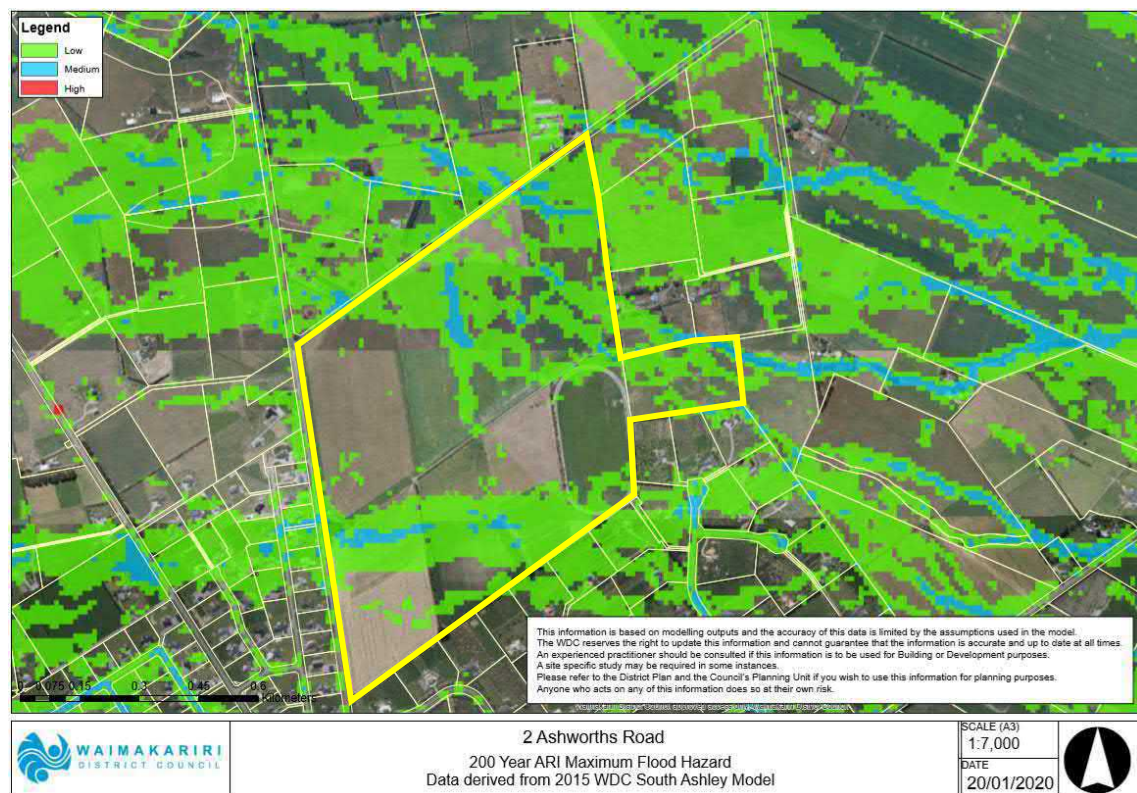 Legend
Low
Medium
High
This information is based on modelling outputs and the accuracy of this data is limited by the assumptions used in the model.
The WDC reserves the right to update this information and cannot guarantee that the information is accurate and up to date at all times.
An experienced practitioner should be consulted if this information is to be used for Building or Development purposes.
A site specific study may be required in some instances.
Please refer to the District Plan and the Council's Planning Unit if you wish to use this information for planning purposes.
Anyone who acts on any of this information does so at their own risk.
0 0.075 0.15 0.3 0.45 0.6
Kilometers
WAIMAKARIRI
DISTRICT COUNCIL
2 Ashworths Road
200 Year ARI Maximum Flood Hazard
Data derived from 2015 WDC South Ashley Model
SCALE (A3)
1:7,000
DATE
20/01/2020